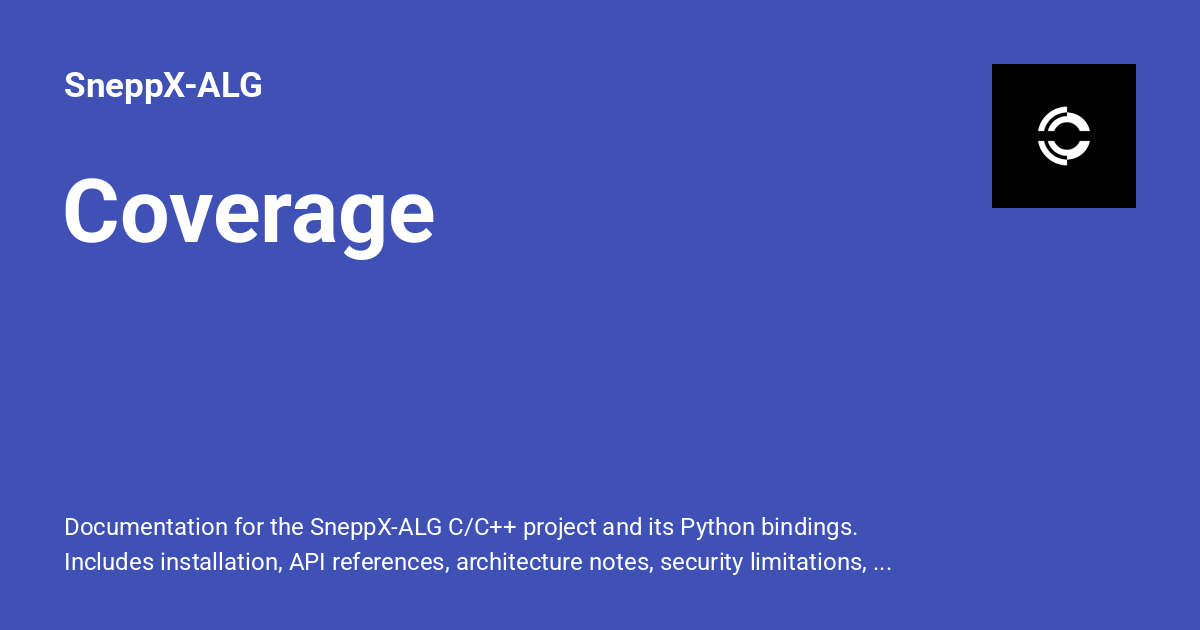 SneppX-ALG
Coverage
Documentation for the SneppX-ALG C/C++ project and its Python bindings.
Includes installation, API references, architecture notes, security limitations, ...